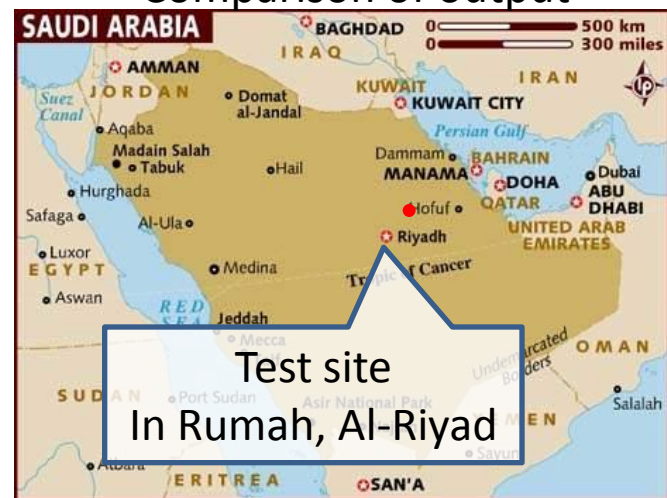 Comparison of output
SAUDI ARABIA
BAGHDAD
0 500 km
0 300 miles
IRAQ
AMMAN
JORDAN
IRAN
Suez
Canal
Domat
al-Jandal
KUWAIT
KUWAIT CITY
Aqaba
Persian Gulf
Madain Salah
Tabuk
Hail
Dammam
BAHRAIN
MANAMA
Dubai
DOHA
ABU
DHABI
Hurghada
QATAR
Safaga
Al-Ula
Hofuf
UNITED ARAB
EMIRATES
Riyadh
Luxor
EGYPT
Medina
Tropic of Cancer
Aswan
RED
SEA
Jeddah
Mecca
Test site
In Rumah, Al-Riyad
Undemarcated
Borders
OMAN
SUDAN
Port Sudan
Asir National Park
Salalah
Atbara
ERITREA
SAN'A